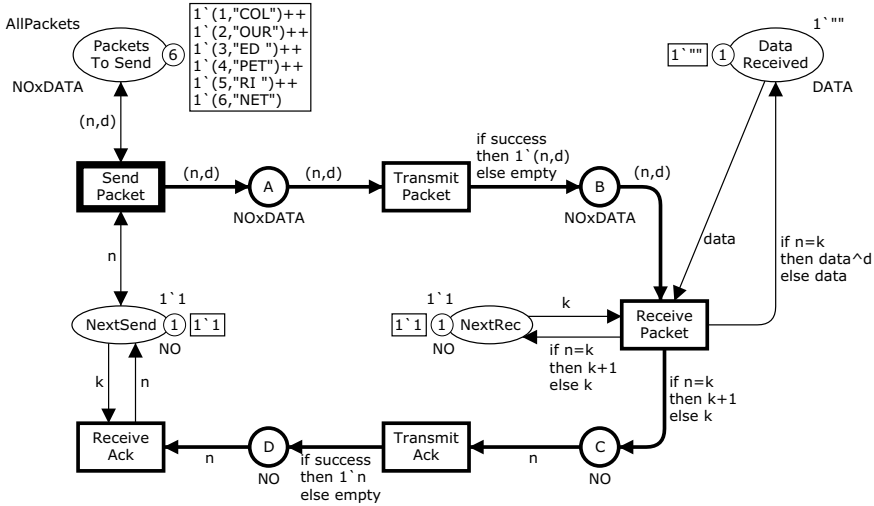 AllPackets
Packets
To Send
6
NOxDATA
1`(1,"COL")++
1`(2,"OUR")++
1`(3,"ED ")++
1`(4,"PET")++
1`(5,"RI ")++
1`(6,"NET")
1`""
1`""
1
Data
Received
DATA
(n,d)
Send
Packet
(n,d)
A
NOxDATA
(n,d)
Transmit
Packet
if success
then 1`(n,d)
else empty
B
NOxDATA
(n,d)
data
if n=k
then data^d
else data
n
1`1
NextSend
1
1`1
NO
1`1
1`1
1
NextRec
NO
k
if n=k
then k+1
else k
Receive
Packet
if n=k
then k+1
else k
k
n
Receive
Ack
n
D
NO
if success
then 1`n
else empty
Transmit
Ack
n
C
NO